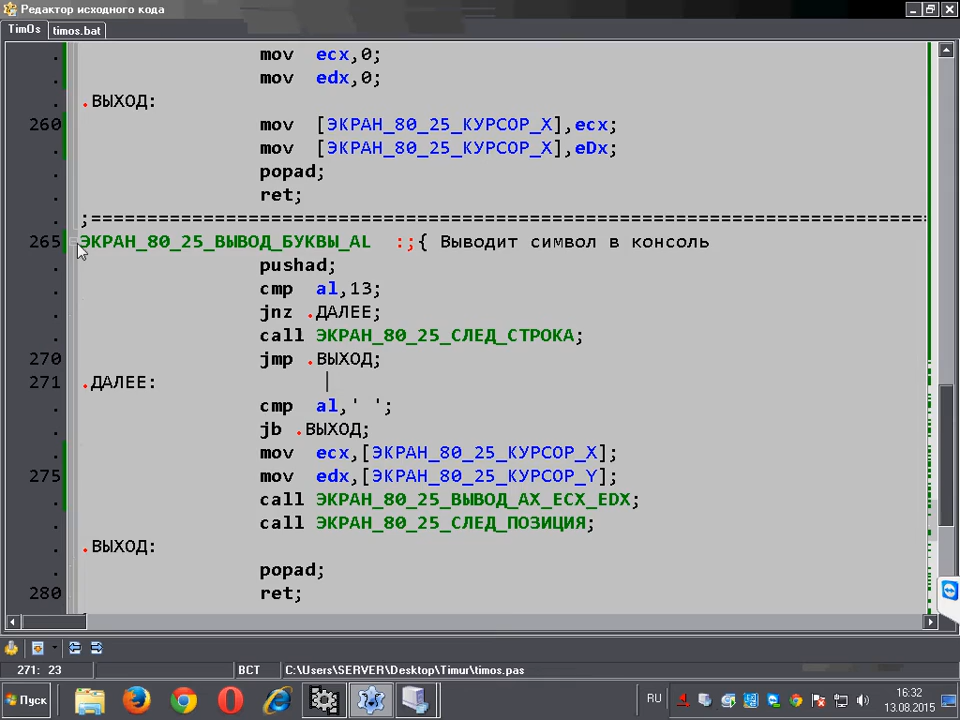 Редактор исходного кода
TimOs timos.bat
mov ecx,0;
mov edx,0;
.ВЫХОД:
260 mov [ЭКРАН_80_25_КУРСОР_X],ecx;
mov [ЭКРАН_80_25_КУРСОР_X],eDx;
popad;
ret;
;==========================================================================
265 ЭКРАН_80_25_ВЫВОД_БУКВЫ_AL :;{ Выводит символ в консоль
pushad;
cmp al,13;
jnz .ДАЛЕЕ;
call ЭКРАН_80_25_СЛЕД_СТРОКА;
270 jmp .ВЫХОД;
271 .ДАЛЕЕ:
cmp al,' ';
jb .ВЫХОД;
mov ecx,[ЭКРАН_80_25_КУРСОР_X];
275 mov edx,[ЭКРАН_80_25_КУРСОР_Y];
call ЭКРАН_80_25_ВЫВОД_AX_ECX_EDX;
call ЭКРАН_80_25_СЛЕД_ПОЗИЦИЯ;
.ВЫХОД:
popad;
280 ret;
271: 23 ВСТ C:\Users\SERVER\Desktop\Timur\timos.pas
Пуск RU 16:32
13.08.2015